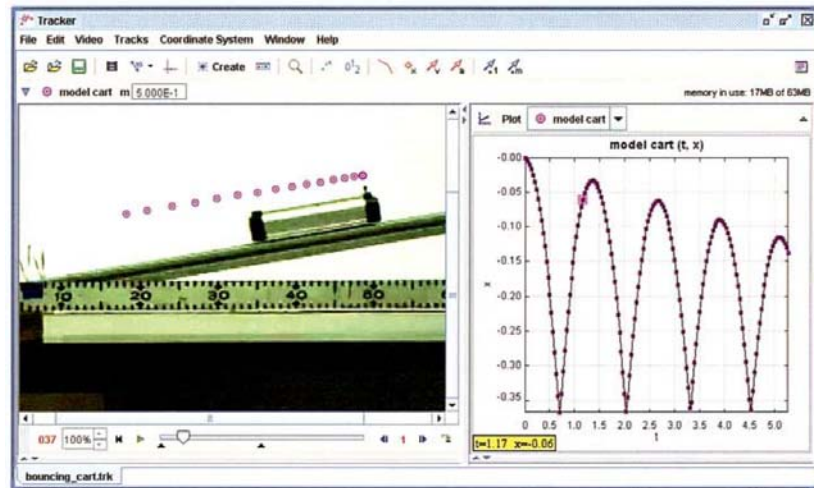 Tracker
File Edit Video Tracks Coordinate System Window Help
Create
model cart m 5.000E-1
memory in use: 17MB of 63MB
Plot model cart
model cart (t, x)
-0.00
-0.05
-0.10
-0.15
-0.20
-0.25
-0.30
-0.35
x
0 0.5 1.0 1.5 2.0 2.5 3.0 3.5 4.0 4.5 5.0
t
10 20 30 40 50
037 100% 1
t=1.17 x=-0.06
bouncing_cart.trk